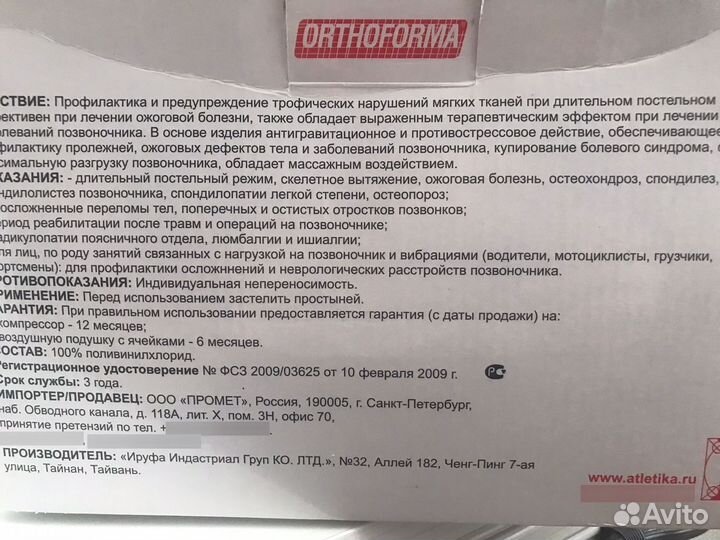 ORTHOFORMA
СТВИЕ: Профилактика и предупреждение трофических нарушений мягких тканей при длительном постельном
ективен при лечении ожоговой болезни, также обладает выраженным терапевтическим эффектом при лечении
олеваний позвоночника. В основе изделия антигравитационное и противострессовое действие, обеспечивающее
филактику пролежней, ожоговых дефектов тела и заболеваний позвоночника, купирование болевого синдрома,
симальную разгрузку позвоночника, обладает массажным воздействием.
КАЗАНИЯ: - длительный постельный режим, скелетное вытяжение, ожоговая болезнь, остеохондроз, спондилез,
ндилолистез позвоночника, спондилопатии легкой степени, остеопороз;
осложненные переломы тел, поперечных и остистых отростков позвонков;
ериод реабилитации после травм и операций на позвоночнике;
адикулопатии поясничного отдела, люмбалгии и ишиалгии;
ля лиц, по роду занятий связанных с нагрузкой на позвоночник и вибрациями (водители, мотоциклисты, грузчики,
ортсмены): для профилактики осложннений и неврологических расстройств позвоночника.
РОТИВОПОКАЗАНИЯ: Индивидуальная непереносимость.
РИМЕНЕНИЕ: Перед использованием застелить простыней.
АРАНТИЯ: При правильном использовании предоставляется гарантия (с даты продажи) на:
компрессор - 12 месяцев;
воздушную подушку с ячейками - 6 месяцев.
СОСТАВ: 100% поливинилхлорид.
Регистрационное удостоверение № ФСЗ 2009/03625 от 10 февраля 2009 г.
Срок службы: 3 года.
ИМПОРТЕР/ПРОДАВЕЦ: ООО «ПРОМЕТ», Россия, 190005, г. Санкт-Петербург,
наб. Обводного канала, д. 118А, лит. Х, пом. 3Н, офис 70,
принятие претензий по тел. +
ПРОИЗВОДИТЕЛЬ: «Ируфа Индастриал Груп КО. ЛТД.», №32, Аллей 182, Ченг-Пинг 7-ая
улица, Тайнан, Тайвань.
www.atletika.ru
Avito